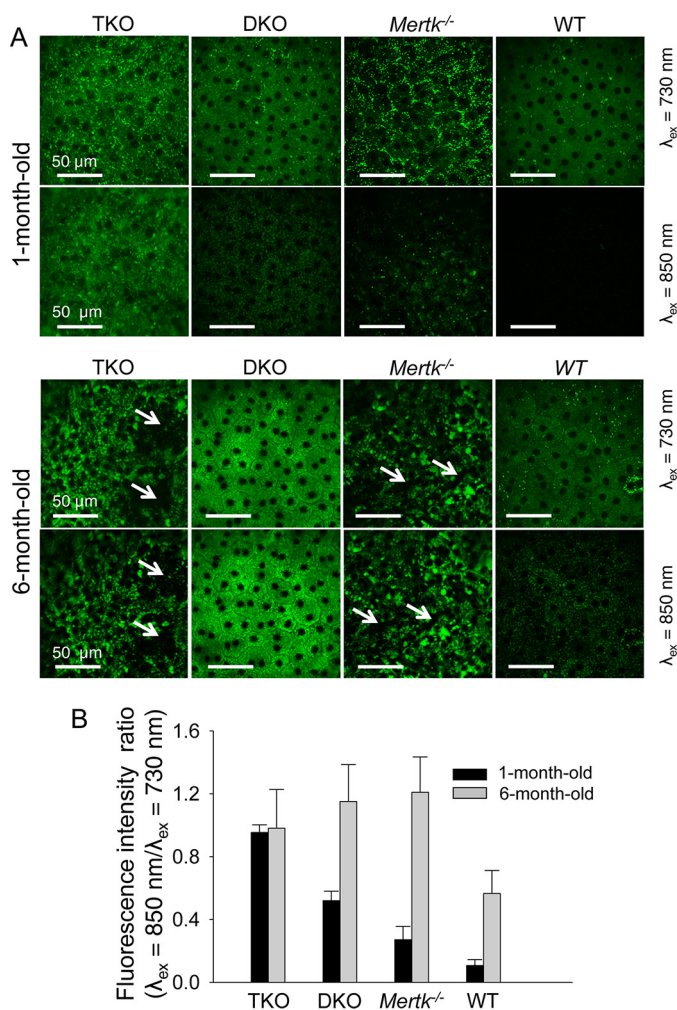 A
TKO DKO Mertk-/- WT
1-month-old
50 µm
λex = 730 nm
50 µm
λex = 850 nm
TKO DKO Mertk-/- WT
6-month-old
50 µm
λex = 730 nm
50 µm
λex = 850 nm
B
Fluorescence intensity ratio
(λex = 850 nm/λex = 730 nm)
1.6
1.2
0.8
0.4
0.0
1-month-old
6-month-old
TKO DKO Mertk-/- WT